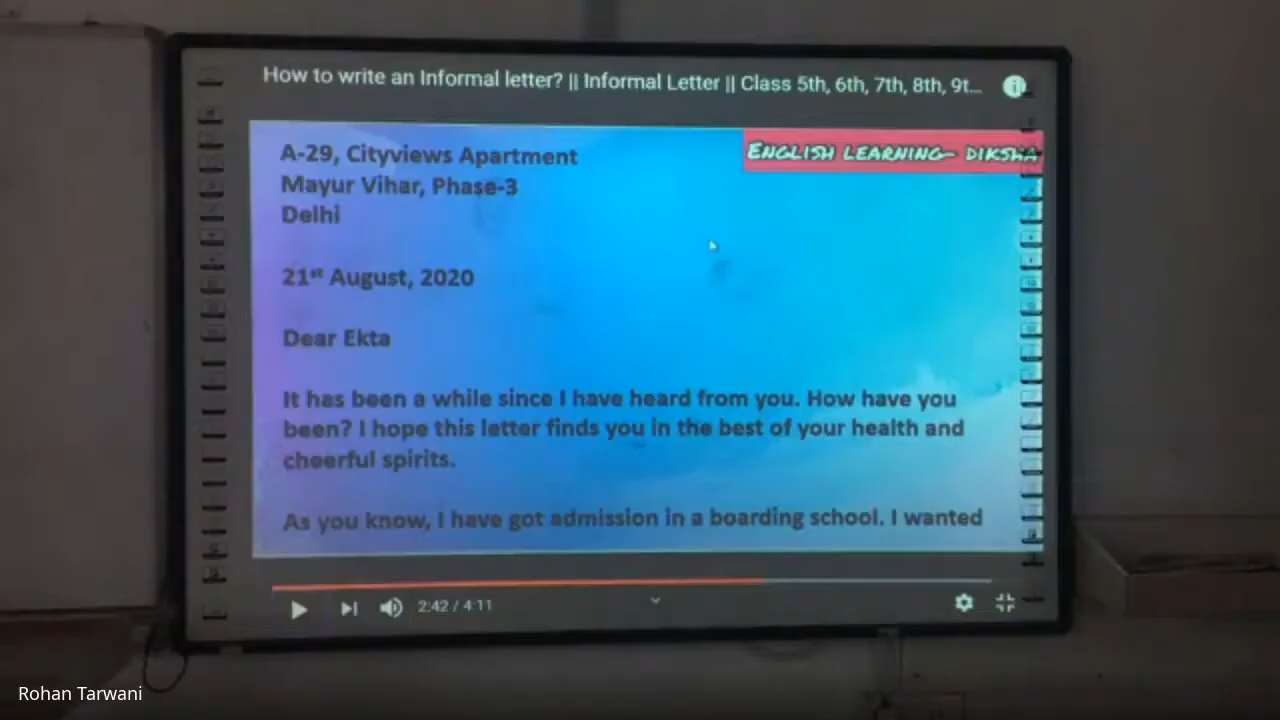 How to write an Informal letter? || Informal Letter || Class 5th, 6th, 7th, 8th, 9t...
ENGLISH LEARNING- DIKSHA
A-29, Cityviews Apartment
Mayur Vihar, Phase-3
Delhi
21st August, 2020
Dear Ekta
It has been a while since I have heard from you. How have you
been? I hope this letter finds you in the best of your health and
cheerful spirits.
As you know, I have got admission in a boarding school. I wanted
2:42 / 4:11
Rohan Tarwani